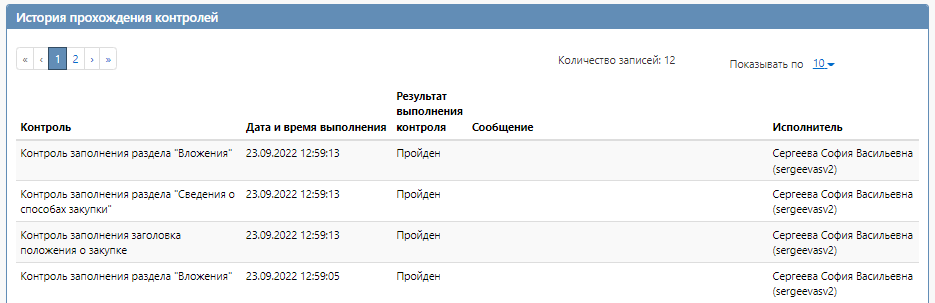 История прохождения контролей
« ‹ 1 2 › »
Количество записей: 12
Показывать по 10
Контроль Дата и время выполнения Результат выполнения контроля Сообщение Исполнитель
Контроль заполнения раздела "Вложения" 23.09.2022 12:59:13 Пройден Сергеева София Васильевна
(sergeevasv2)
Контроль заполнения раздела "Сведения о 23.09.2022 12:59:13 Пройден Сергеева София Васильевна
способах закупки" (sergeevasv2)
Контроль заполнения заголовка 23.09.2022 12:59:13 Пройден Сергеева София Васильевна
положения о закупке (sergeevasv2)
Контроль заполнения раздела "Вложения" 23.09.2022 12:59:05 Пройден Сергеева София Васильевна
(sergeevasv2)